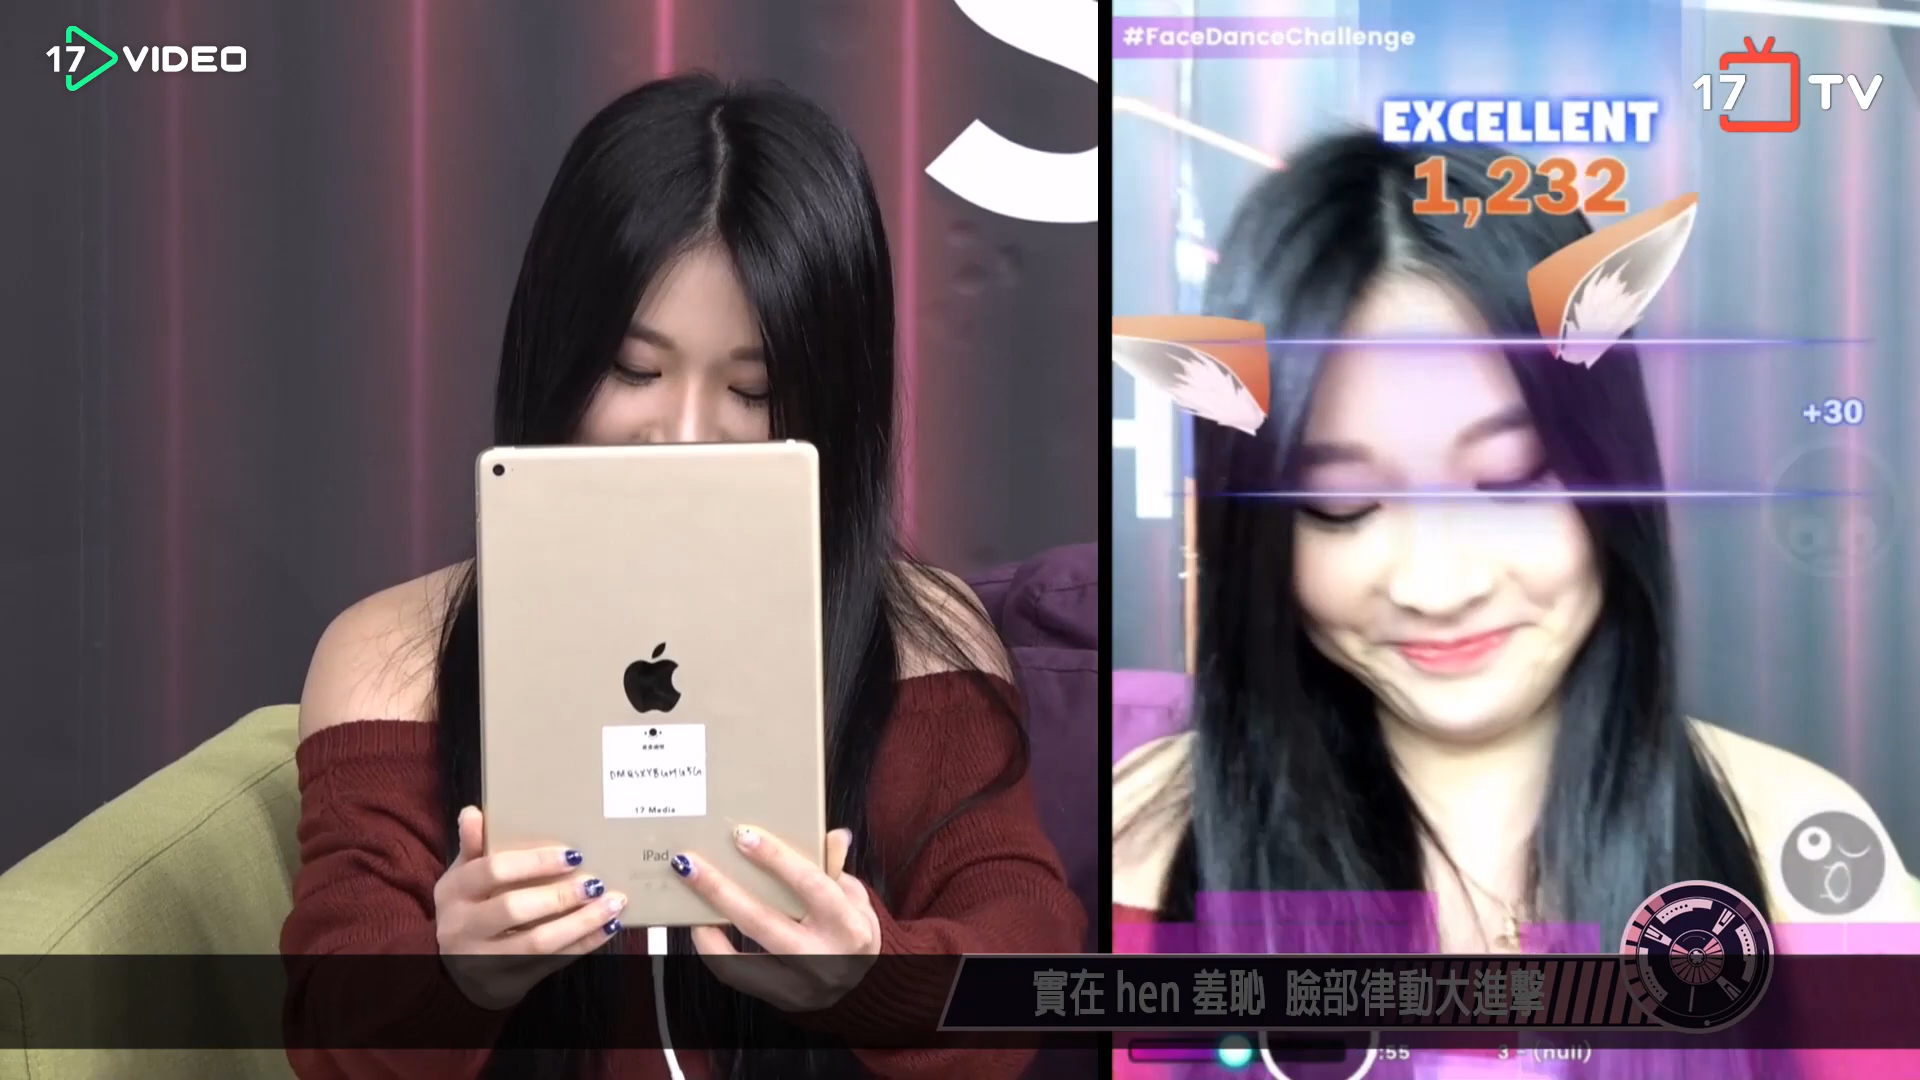 17 VIDEO
#FaceDanceChallenge
17 TV
EXCELLENT
1,232
+30
17 Media
iPad
實在 hen 羞恥 臉部律動大進擊
:55
3 - (null)